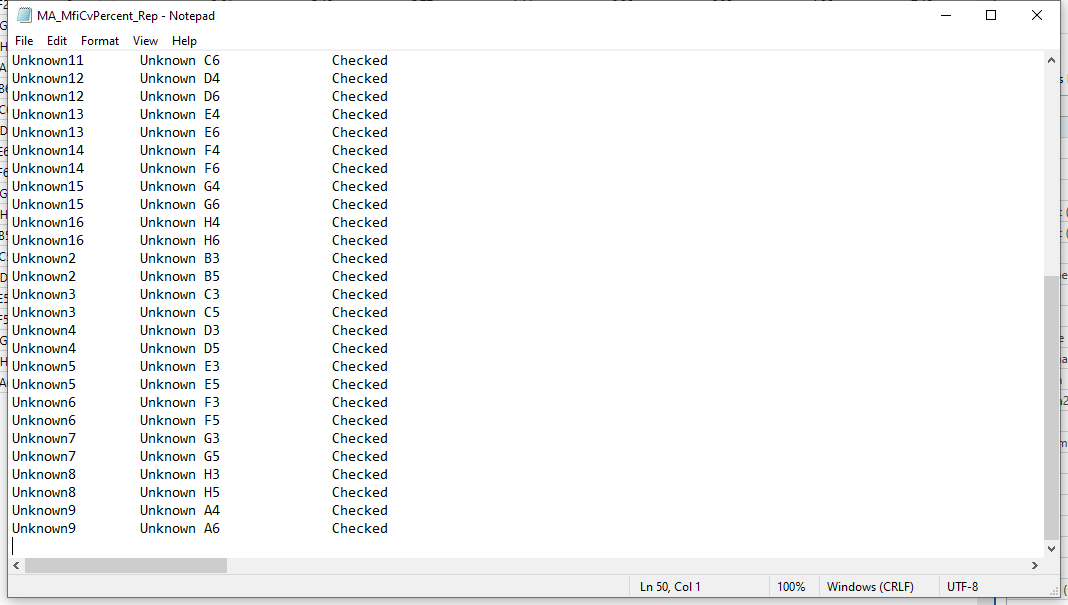 MA_MfiCvPercent_Rep - Notepad
File Edit Format View Help
Unknown11 Unknown C6 Checked
Unknown12 Unknown D4 Checked
Unknown12 Unknown D6 Checked
Unknown13 Unknown E4 Checked
Unknown13 Unknown E6 Checked
Unknown14 Unknown F4 Checked
Unknown14 Unknown F6 Checked
Unknown15 Unknown G4 Checked
Unknown15 Unknown G6 Checked
Unknown16 Unknown H4 Checked
Unknown16 Unknown H6 Checked
Unknown2 Unknown B3 Checked
Unknown2 Unknown B5 Checked
Unknown3 Unknown C3 Checked
Unknown3 Unknown C5 Checked
Unknown4 Unknown D3 Checked
Unknown4 Unknown D5 Checked
Unknown5 Unknown E3 Checked
Unknown5 Unknown E5 Checked
Unknown6 Unknown F3 Checked
Unknown6 Unknown F5 Checked
Unknown7 Unknown G3 Checked
Unknown7 Unknown G5 Checked
Unknown8 Unknown H3 Checked
Unknown8 Unknown H5 Checked
Unknown9 Unknown A4 Checked
Unknown9 Unknown A6 Checked
Ln 50, Col 1 100% Windows (CRLF) UTF-8